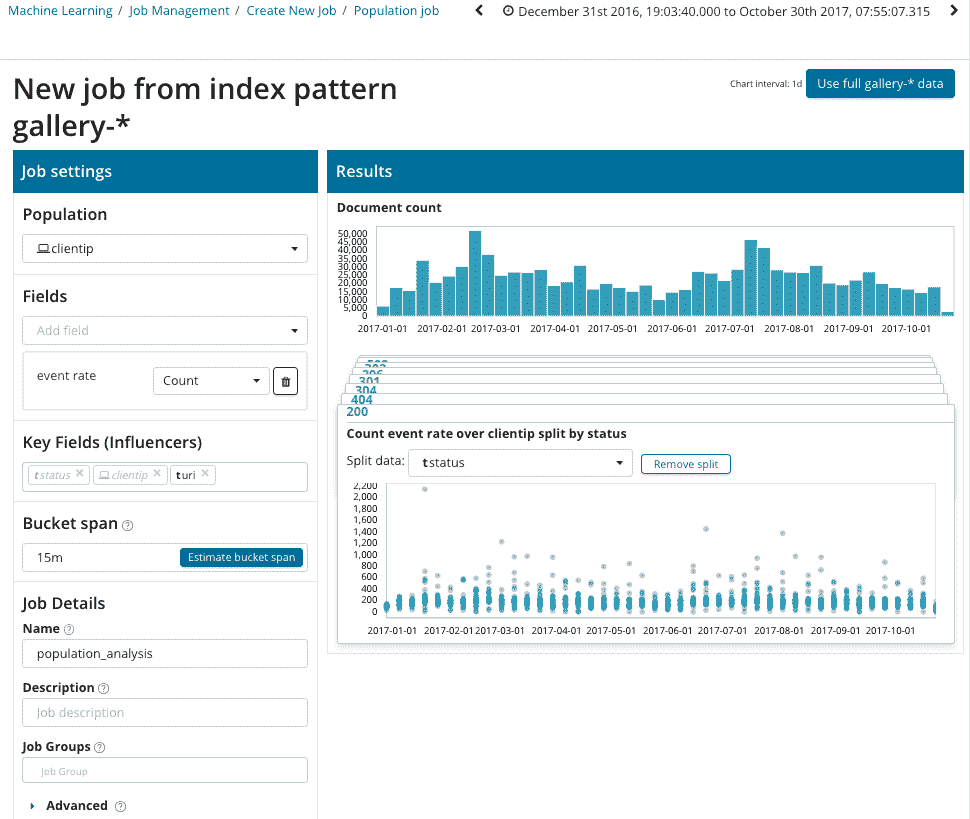 Machine Learning / Job Management / Create New Job / Population job
December 31st 2016, 19:03:40.000 to October 30th 2017, 07:55:07.315
New job from index pattern
gallery-*
Chart interval: 1d
Use full gallery-* data
Job settings
Population
clientip
Fields
Add field
event rate
Count
Key Fields (Influencers)
t status
clientip
t uri
Bucket span
15m
Estimate bucket span
Job Details
Name
population_analysis
Description
Job description
Job Groups
Job Group
Advanced
Results
Document count
50,000
45,000
40,000
35,000
30,000
25,000
20,000
15,000
10,000
5,000
0
2017-01-01 2017-02-01 2017-03-01 2017-04-01 2017-05-01 2017-06-01 2017-07-01 2017-08-01 2017-09-01 2017-10-01
206
301
304
404
200
Count event rate over clientip split by status
Split data:
t status
Remove split
2,200
2,000
1,800
1,600
1,400
1,200
1,000
800
600
400
200
0
2017-01-01 2017-02-01 2017-03-01 2017-04-01 2017-05-01 2017-06-01 2017-07-01 2017-08-01 2017-09-01 2017-10-01